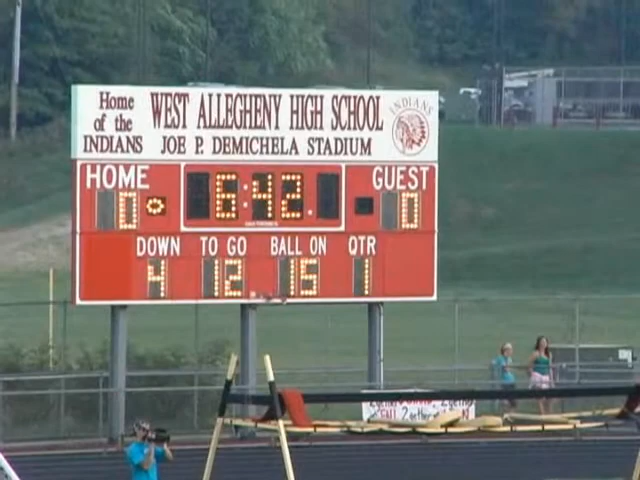 Home
of the
INDIANS
WEST ALLEGHENY HIGH SCHOOL
JOE P. DEMICHELA STADIUM
INDIANS
HOME
6:42
GUEST
0
0
DOWN TO GO BALL ON QTR
4 12 15 1